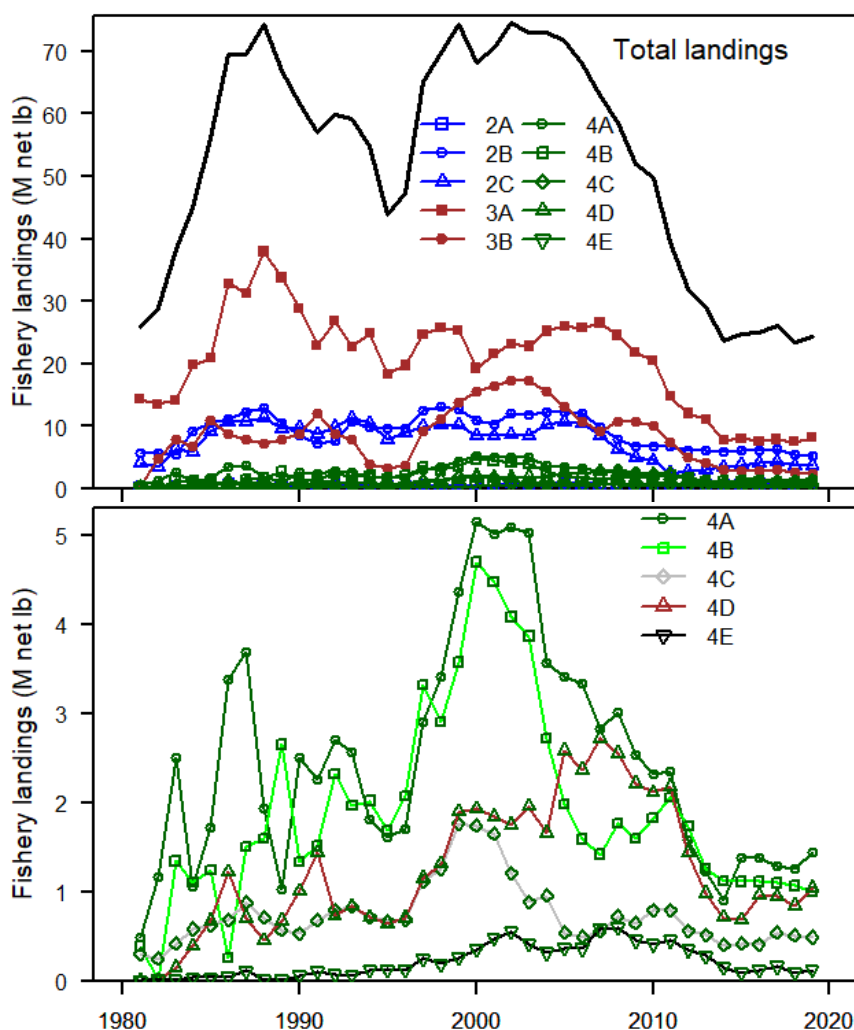 Total landings
Fishery landings (M net lb)
70
60
50
40
30
20
10
0
2A 4A
2B 4B
2C 4C
3A 4D
3B 4E
Fishery landings (M net lb)
5
4
3
2
1
0
4A
4B
4C
4D
4E
1980 1990 2000 2010 2020